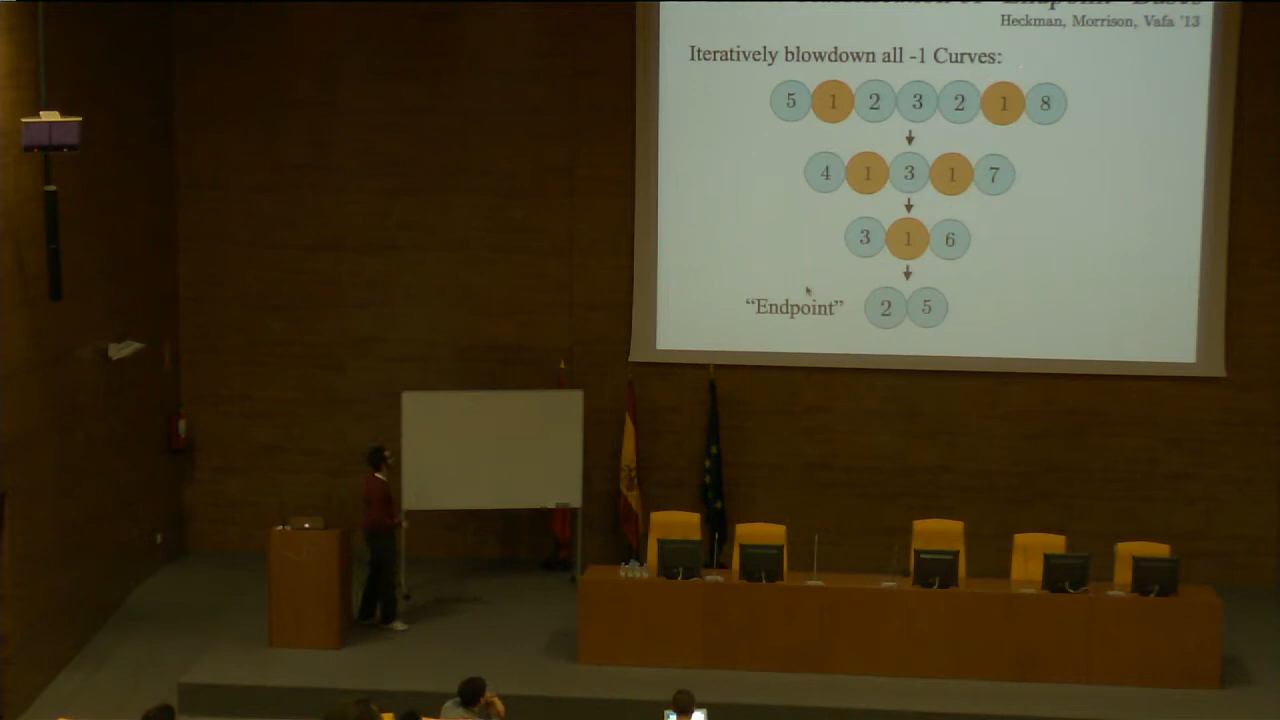 Heckman, Morrison, Vafa '13
Iteratively blowdown all -1 Curves:
5 1 2 3 2 1 8
4 1 3 1 7
3 1 6
“Endpoint” 2 5